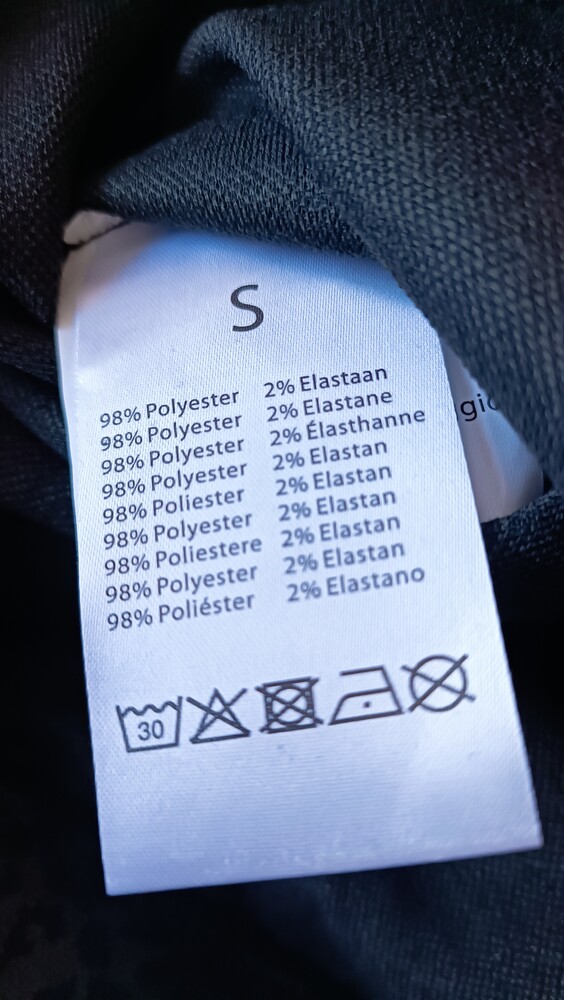 S
98% Polyester 2% Elastaan
98% Polyester 2% Elastane
98% Polyester 2% Élasthanne
98% Polyester 2% Elastan
98% Poliester 2% Elastan
98% Polyester 2% Elastan
98% Poliestere 2% Elastan
98% Polyester 2% Elastan
98% Poliéster 2% Elastano
30